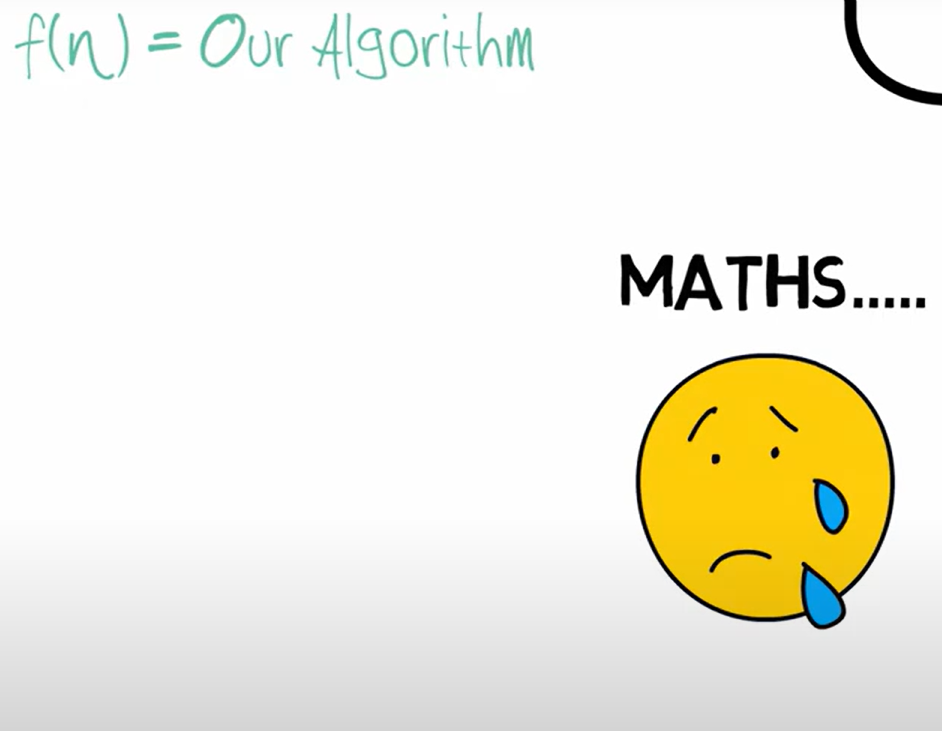 f(n) = Our Algorithm
MATHS.....